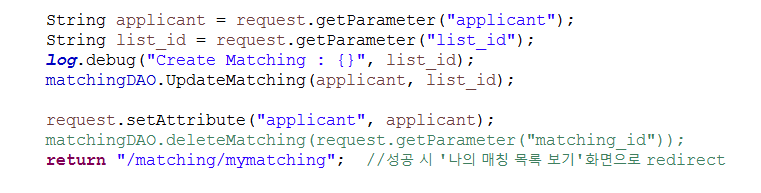 String applicant = request.getParameter("applicant");
String list_id = request.getParameter("list_id");
log.debug("Create Matching : {}", list_id);
matchingDAO.UpdateMatching(applicant, list_id);
request.setAttribute("applicant", applicant);
matchingDAO.deleteMatching(request.getParameter("matching_id"));
return "/matching/mymatching";  //성공 시 '나의 매칭 목록 보기'화면으로 redirect